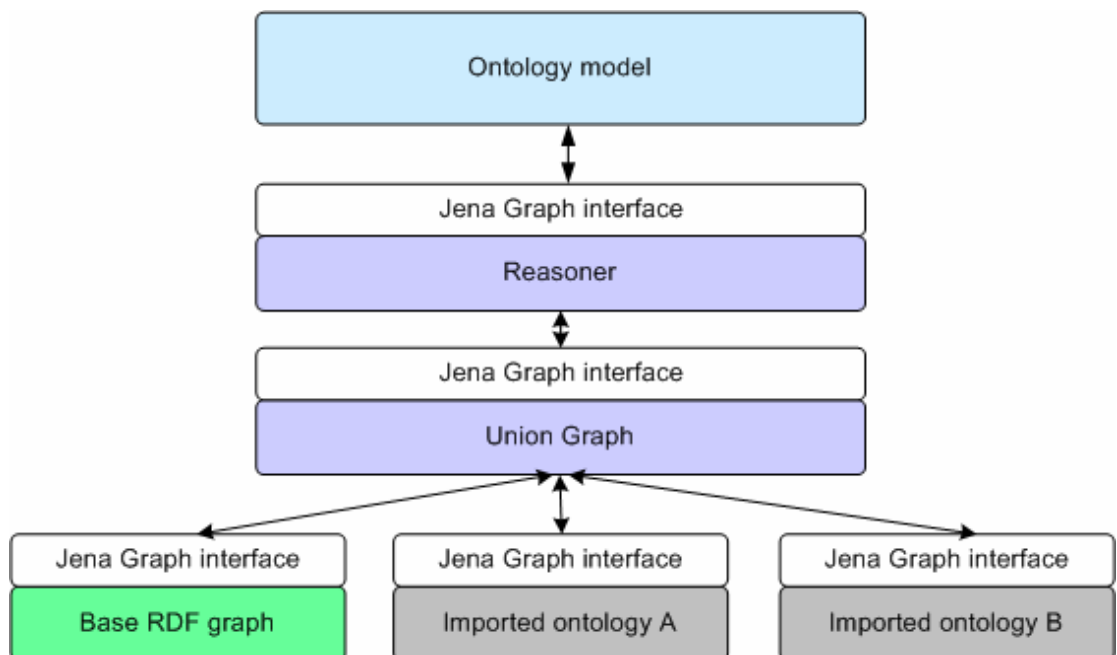 Ontology model
Jena Graph interface
Reasoner
Jena Graph interface
Union Graph
Jena Graph interface
Jena Graph interface
Jena Graph interface
Base RDF graph
Imported ontology A
Imported ontology B